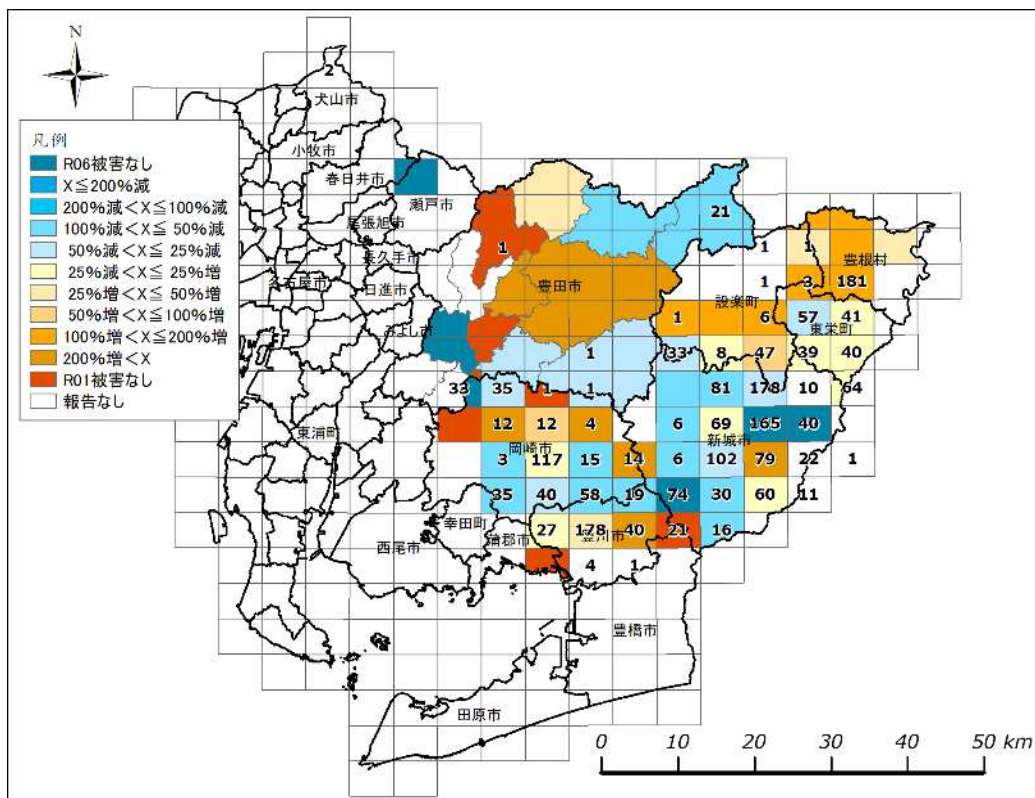 N
2
犬山市
凡例
R06被害なし
X≦200%減
200%減<X≦100%減
100%減<X≦50%減
50%減<X≦25%減
25%減<X≦25%増
25%増<X≦50%増
50%増<X≦100%増
100%増<X≦200%増
200%増<X
R01被害なし
報告なし
小牧市
春日井市
瀬戸市
尾張旭市
21
1
1 1
長久手市
豊根村
名古屋市
日進市
豊田市
1 3 181
設楽町
みよし市
1 6 57 41
東栄町
1 33 8 47 39 40
33 35 1 1 81 178 10 64
東浦町
12 12 4 6 69 165 40
岡崎市
新城市
3 117 15 14 6 102 79 22 1
35 40 58 19 74 30 60 11
幸田町
27 178 40 21 16
西尾市
蒲郡市
豊川市
4 1
豊橋市
田原市
0 10 20 30 40 50 km